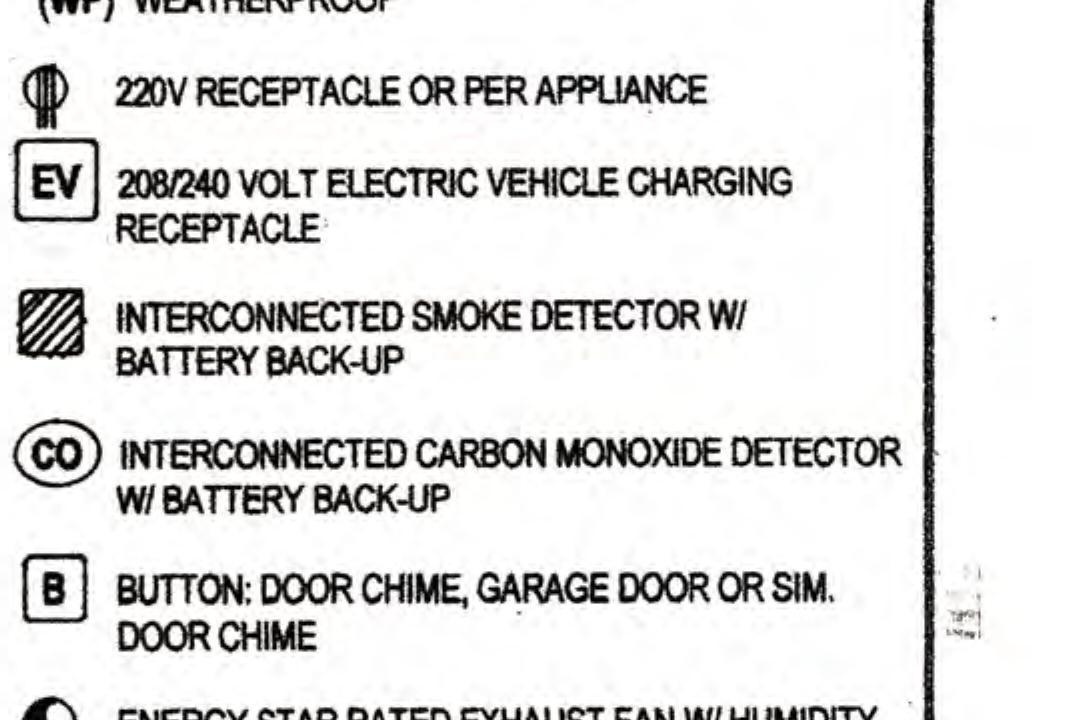 (WP) WEATHERPROOF
220V RECEPTACLE OR PER APPLIANCE
EV 208/240 VOLT ELECTRIC VEHICLE CHARGING
RECEPTACLE
INTERCONNECTED SMOKE DETECTOR W/
BATTERY BACK-UP
CO INTERCONNECTED CARBON MONOXIDE DETECTOR
W/ BATTERY BACK-UP
B BUTTON: DOOR CHIME, GARAGE DOOR OR SIM.
DOOR CHIME
ENERGY STAR RATED EXHAUST FAN W/ HUMIDITY